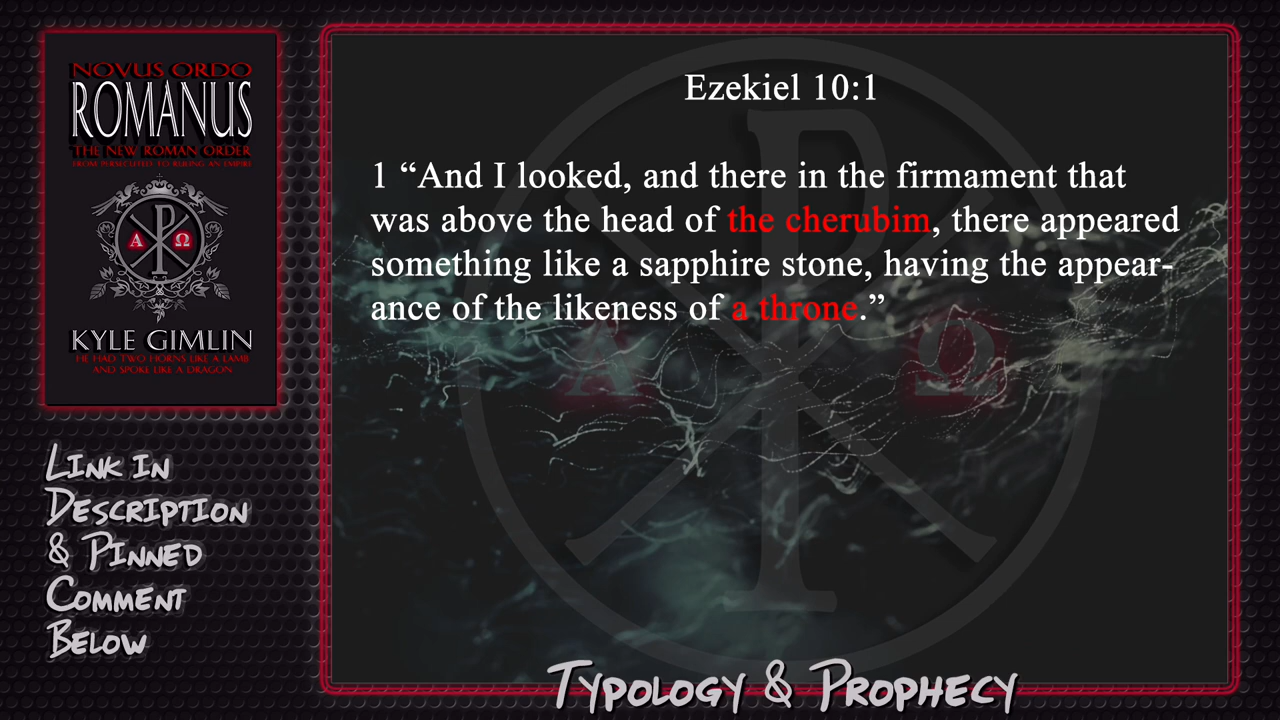 NOVUS ORDO
ROMANUS
THE NEW ROMAN ORDER
FROM PERSECUTED TO RULING AN EMPIRE
Α Ω
KYLE GIMLIN
HE HAD TWO HORNS LIKE A LAMB
AND SPOKE LIKE A DRAGON
Link in
Description
& Pinned
Comment
Below
Ezekiel 10:1
1 “And I looked, and there in the firmament that
was above the head of the cherubim, there appeared
something like a sapphire stone, having the appear-
ance of the likeness of a throne.”
Α Ω
Typology & Prophecy